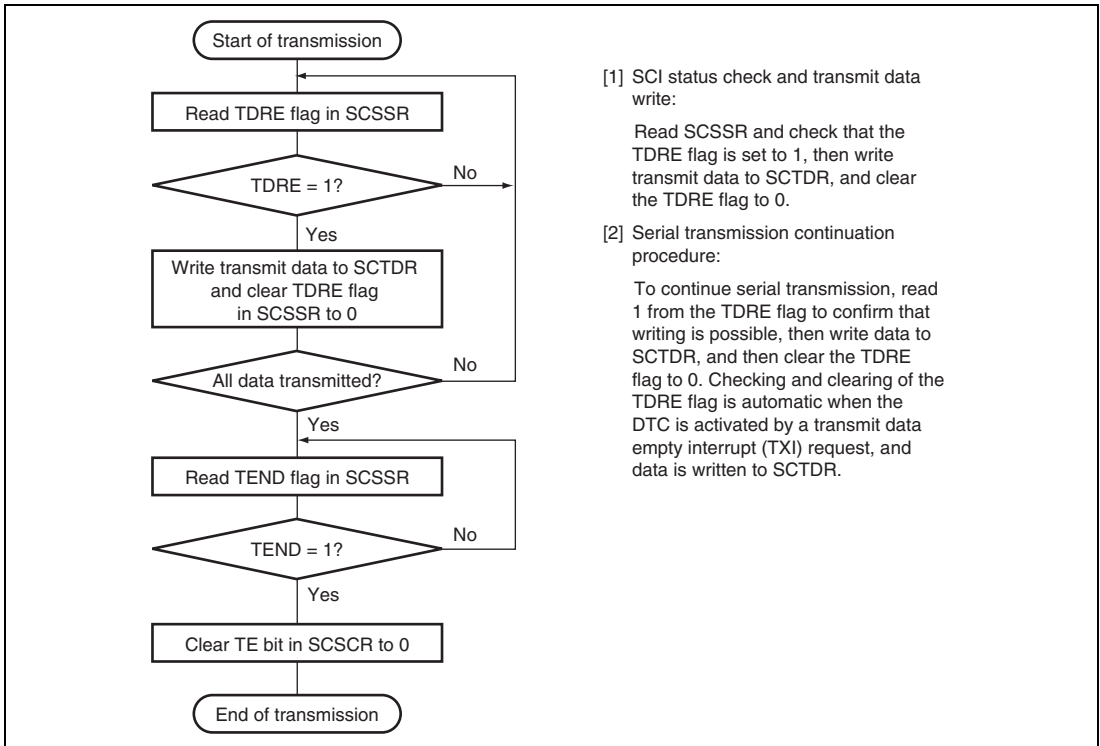 Start of transmission
Read TDRE flag in SCSSR
TDRE = 1?
No
Yes
Write transmit data to SCTDR
and clear TDRE flag
in SCSSR to 0
All data transmitted?
No
Yes
Read TEND flag in SCSSR
TEND = 1?
No
Yes
Clear TE bit in SCSCR to 0
End of transmission
[1] SCI status check and transmit data
write:
Read SCSSR and check that the
TDRE flag is set to 1, then write
transmit data to SCTDR, and clear
the TDRE flag to 0.
[2] Serial transmission continuation
procedure:
To continue serial transmission, read
1 from the TDRE flag to confirm that
writing is possible, then write data to
SCTDR, and then clear the TDRE
flag to 0. Checking and clearing of the
TDRE flag is automatic when the
DTC is activated by a transmit data
empty interrupt (TXI) request, and
data is written to SCTDR.